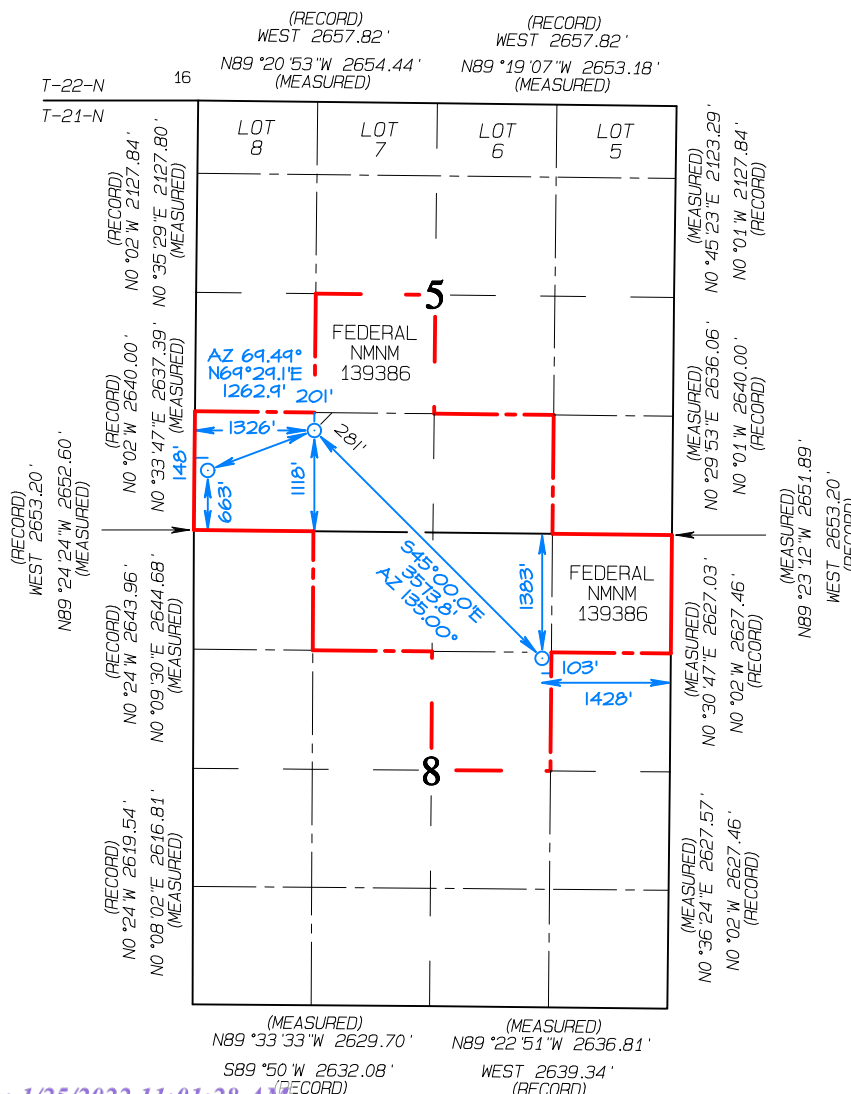 (RECORD)
WEST 2657.82'
N89°20'53"W 2654.44'
(MEASURED)
(RECORD)
WEST 2657.82'
N89°19'07"W 2653.18'
(MEASURED)
T-22-N
16
T-21-N
LOT
8
LOT
7
LOT
6
LOT
5
(RECORD)
N0°02'W 2127.84'
N0°35'29"E 2127.80'
(MEASURED)
(MEASURED)
N0°45'23"E 2123.29'
N0°01'W 2127.84'
(RECORD)
5
FEDERAL
NMNM
139386
AZ 69.49°
N69°29.1'E
1262.9'
201'
281'
1326'
148'
663'
1118'
(RECORD)
N0°02'W 2640.00'
N0°33'47"E 2637.39'
(MEASURED)
(MEASURED)
N0°29'53"E 2636.06'
N0°01'W 2640.00'
(RECORD)
(RECORD)
WEST 2653.20'
N89°24'24"W 2652.60'
(MEASURED)
(MEASURED)
N89°23'12"W 2651.89'
WEST 2653.20'
(RECORD)
S45°00.0'E
3573.8'
AZ 135.00°
1383'
FEDERAL
NMNM
139386
103'
1428'
(RECORD)
N0°24'W 2643.96'
N0°09'30"E 2644.68'
(MEASURED)
(MEASURED)
N0°30'47"E 2627.03'
N0°02'W 2627.46'
(RECORD)
8
(RECORD)
N0°24'W 2619.54'
N0°08'02"E 2616.81'
(MEASURED)
(MEASURED)
N0°36'24"E 2627.57'
N0°02'W 2627.46'
(RECORD)
(MEASURED)
N89°33'33"W 2629.70'
S89°50'W 2632.08'
(RECORD)
(MEASURED)
N89°22'51"W 2636.81'
WEST 2639.34'
(RECORD)
: 1/25/2022 11:01:28 AM